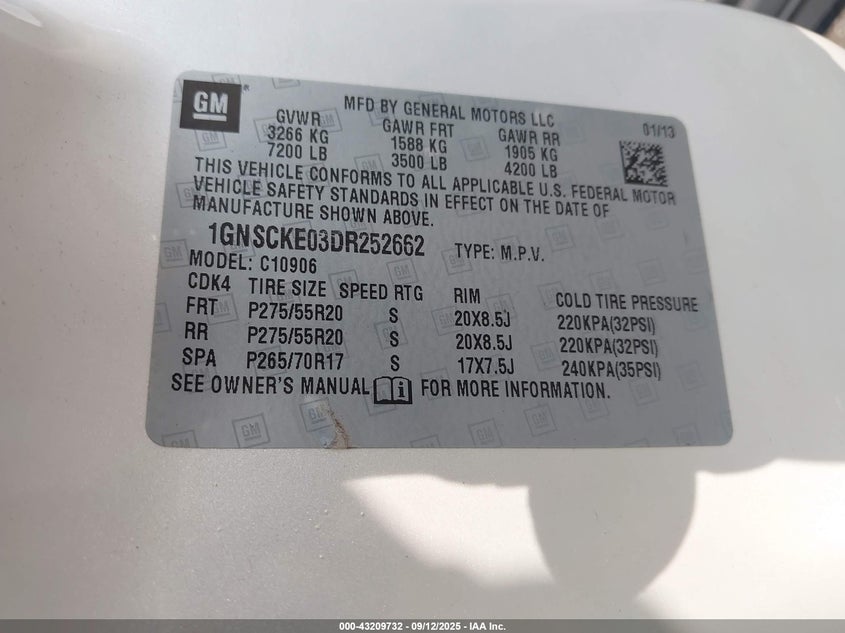 GM
MFD BY GENERAL MOTORS LLC
01/13
GVWR GAWR FRT GAWR RR
3266 KG 1588 KG 1905 KG
7200 LB 3500 LB 4200 LB
THIS VEHICLE CONFORMS TO ALL APPLICABLE U.S. FEDERAL MOTOR
VEHICLE SAFETY STANDARDS IN EFFECT ON THE DATE OF
MANUFACTURE SHOWN ABOVE.
1GNSCKE03DR252662 TYPE: M.P.V.
MODEL: C10906
CDK4 TIRE SIZE SPEED RTG RIM COLD TIRE PRESSURE
FRT P275/55R20 S 20X8.5J 220KPA(32PSI)
RR P275/55R20 S 20X8.5J 220KPA(32PSI)
SPA P265/70R17 S 17X7.5J 240KPA(35PSI)
SEE OWNER'S MANUAL FOR MORE INFORMATION.
000-43209732 - 09/12/2025 - IAA Inc.